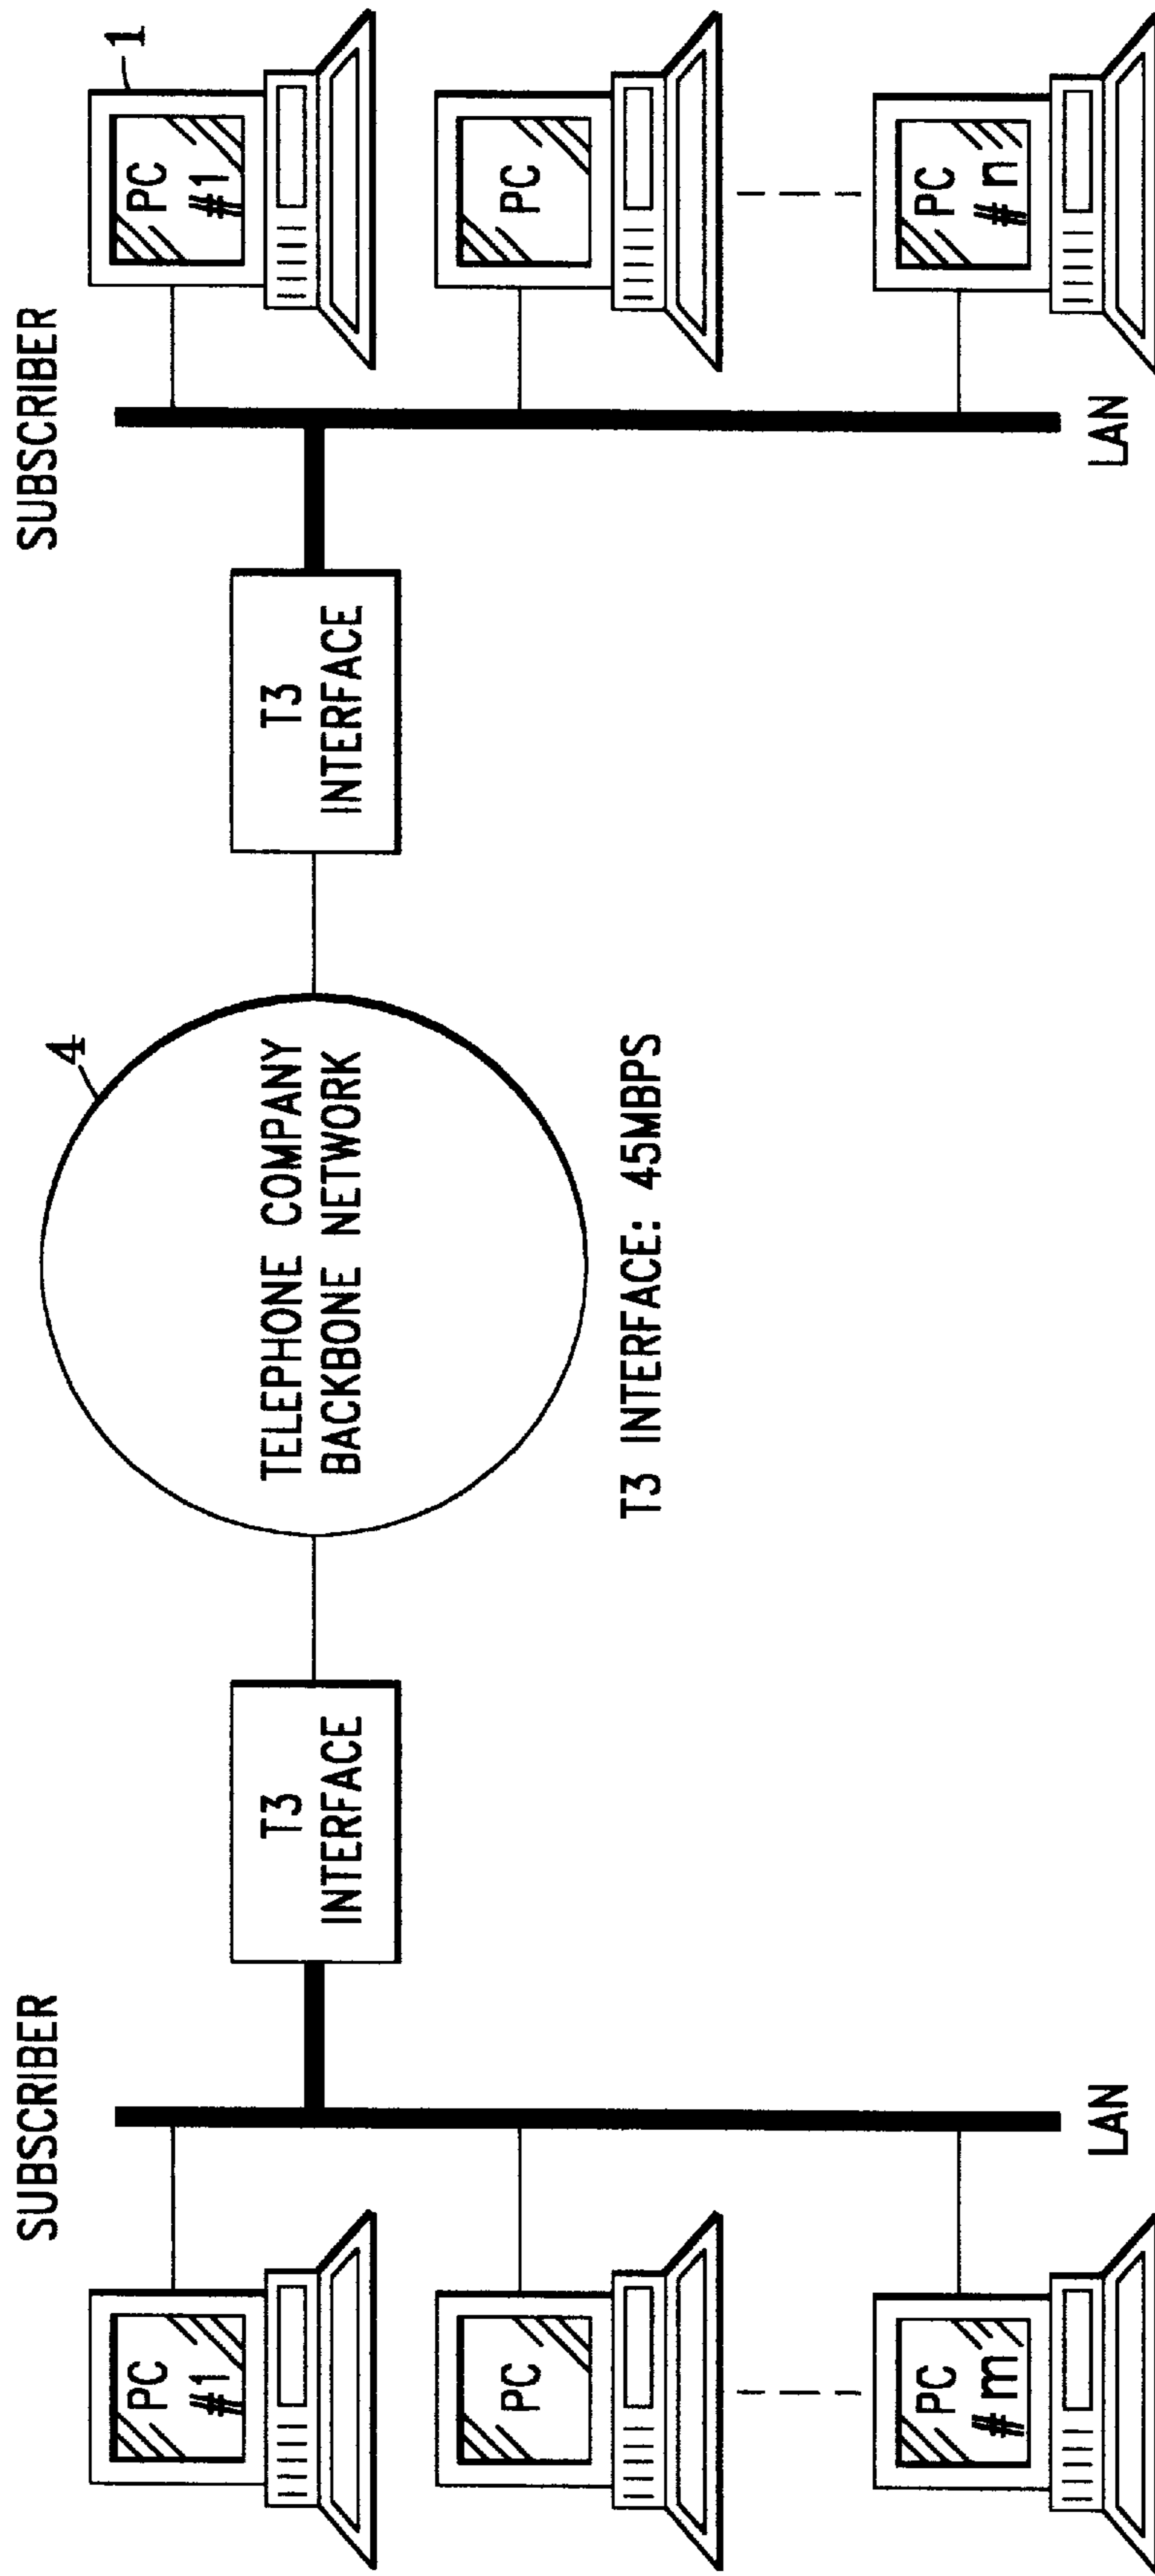 SUBSCRIBER
SUBSCRIBER
PC
#1
PC
PC
#m
LAN
T3
INTERFACE
4
TELEPHONE COMPANY
BACKBONE NETWORK
T3 INTERFACE: 45MBPS
T3
INTERFACE
1
PC
#1
PC
PC
#n
LAN